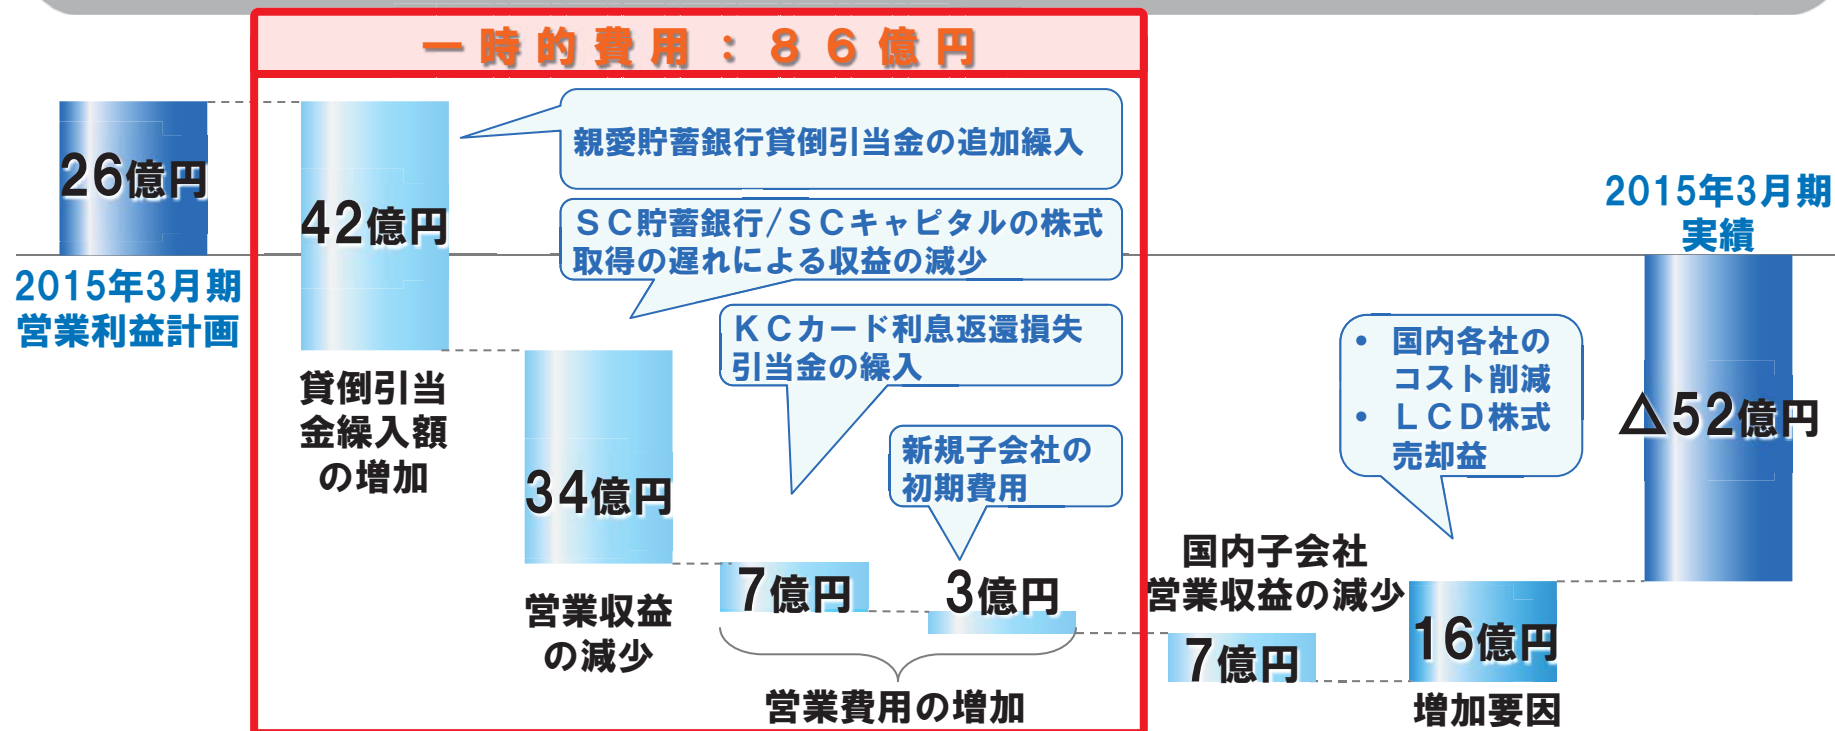 一時的費用：８６億円
26億円
2015年3月期
営業利益計画
42億円
貸倒引当
金繰入額
の増加
親愛貯蓄銀行貸倒引当金の追加繰入
ＳＣ貯蓄銀行/ＳＣキャピタルの株式
取得の遅れによる収益の減少
34億円
営業収益
の減少
ＫＣカード利息返還損失
引当金の繰入
7億円
新規子会社の
初期費用
3億円
営業費用の増加
国内子会社
営業収益の減少
7億円
• 国内各社の
コスト削減
• ＬＣＤ株式
売却益
16億円
増加要因
2015年3月期
実績
△52億円